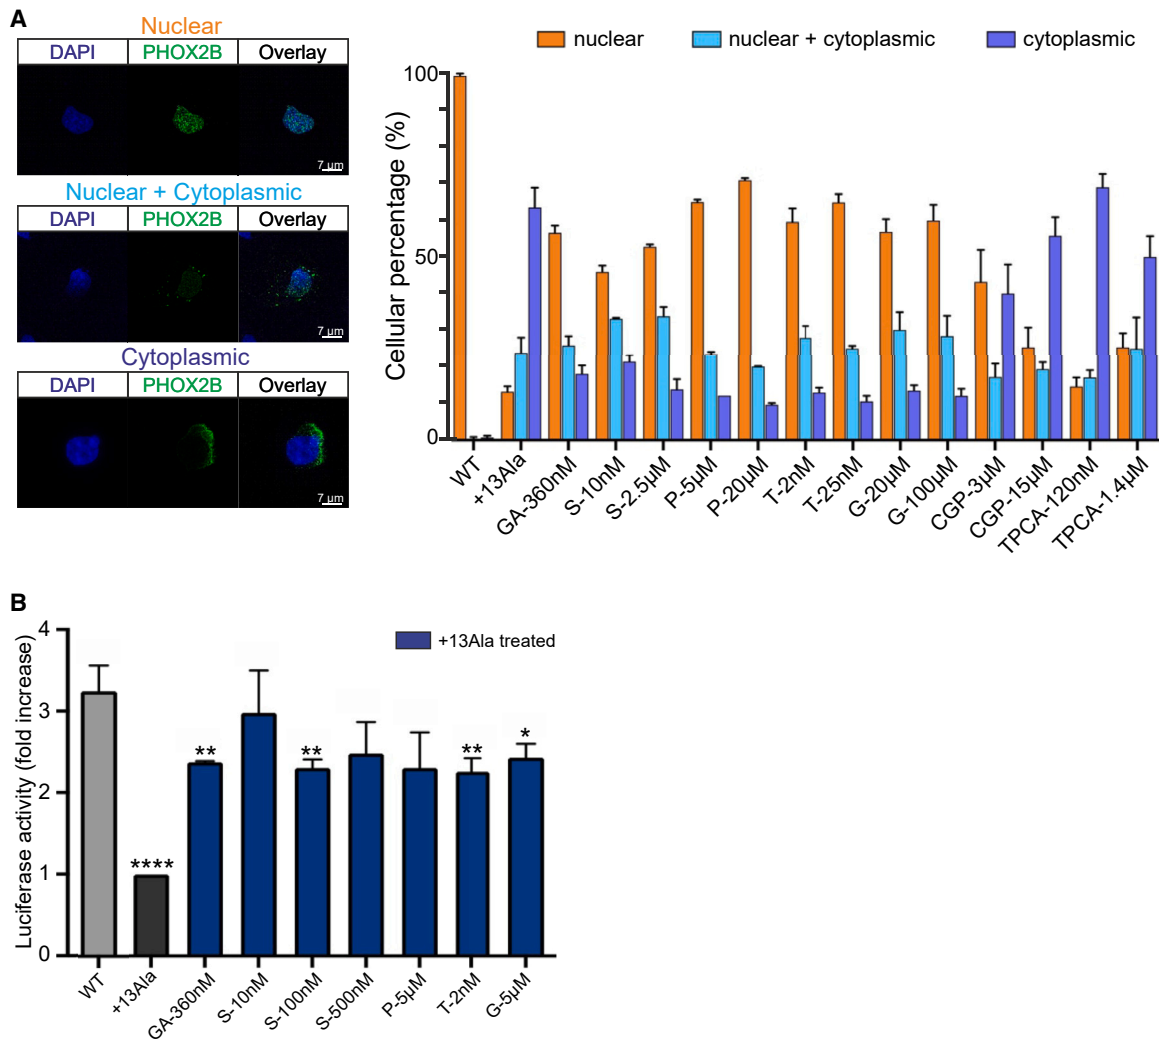 A
Nuclear
DAPI PHOX2B Overlay
7 µm
Nuclear + Cytoplasmic
DAPI PHOX2B Overlay
7 µm
Cytoplasmic
DAPI PHOX2B Overlay
7 µm
nuclear nuclear + cytoplasmic cytoplasmic
Cellular percentage (%)
100
50
0
WT +13Ala GA-360nM S-10nM S-2.5µM P-5µM P-20µM T-2nM T-25nM G-20µM G-100µM CGP-3µM CGP-15µM TPCA-120nM TPCA-1.4µM
B
+13Ala treated
Luciferase activity (fold increase)
4
3
2
1
0
**** ** ** ** *
WT +13Ala GA-360nM S-10nM S-100nM S-500nM P-5µM T-2nM G-5µM